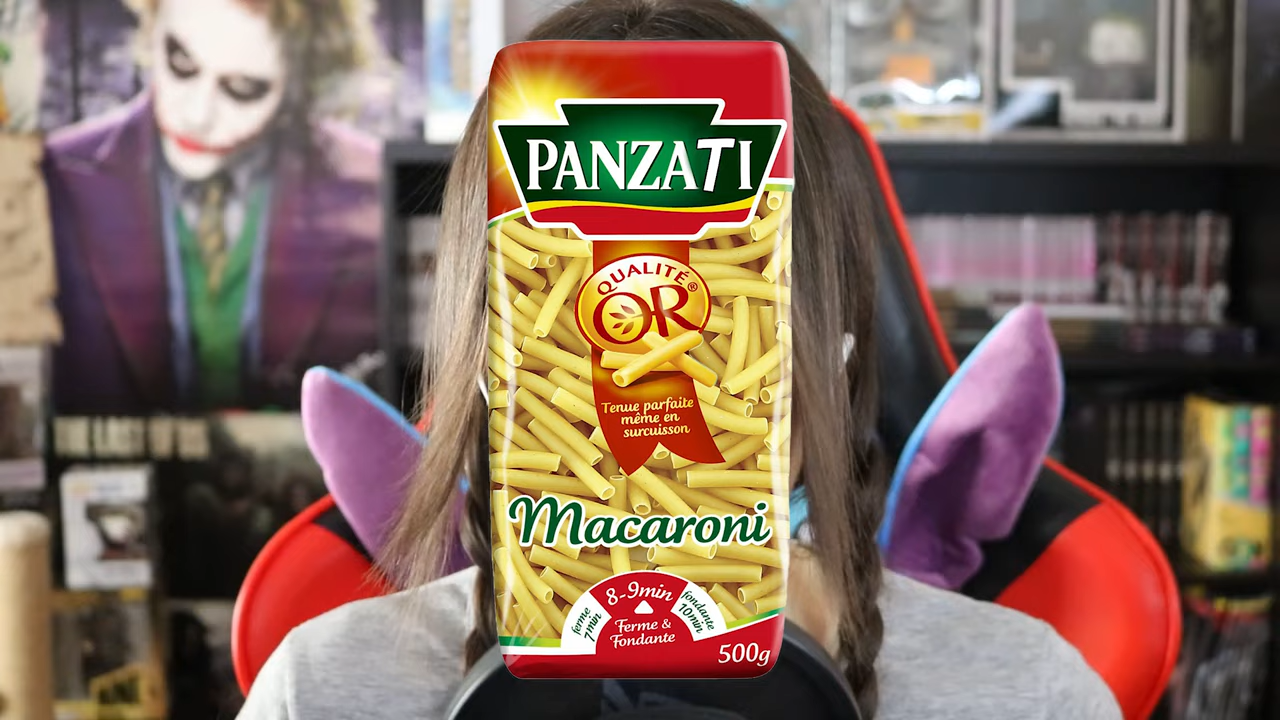 PANZATI
QUALITÉ
OR®
Tenue parfaite
même en
surcuisson
Macaroni
ferme
7min
8-9min
Ferme &
Fondante
fondante
10min
500g